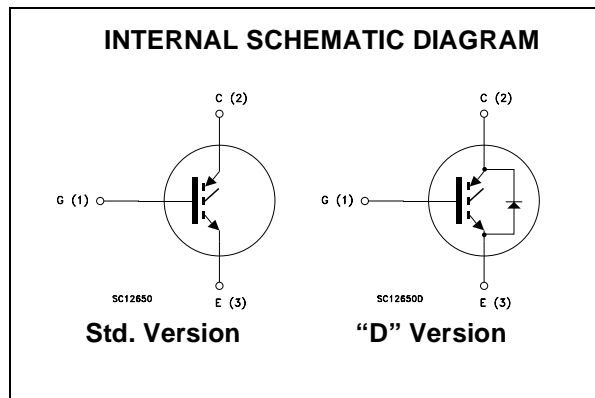 INTERNAL SCHEMATIC DIAGRAM
C (2)
C (2)
G (1)
G (1)
SC12650
E (3)
SC12650D
E (3)
Std. Version
“D” Version